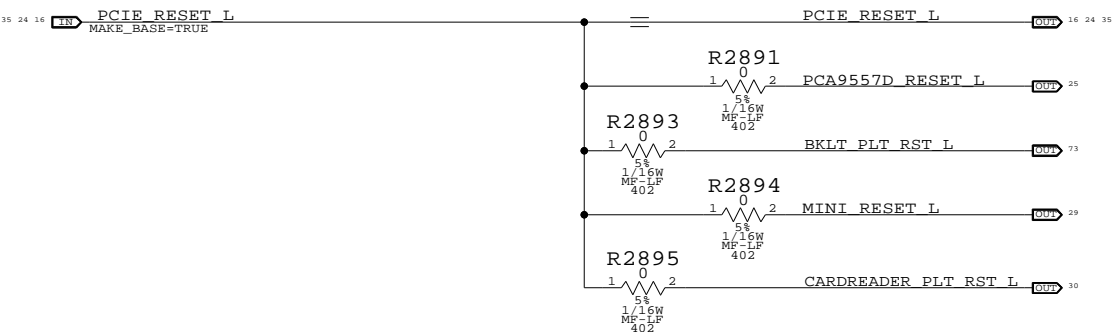 35 24 16 IN PCIE_RESET_L
MAKE_BASE=TRUE
PCIE_RESET_L OUT 16 24 35
R2891
0
1 2 PCA9557D_RESET_L OUT 25
5%
1/16W
MF-LF
402
R2893
0
1 2 BKLT_PLT_RST_L OUT 73
5%
1/16W
MF-LF
402
R2894
0
1 2 MINI_RESET_L OUT 29
5%
1/16W
MF-LF
402
R2895
0
1 2 CARDREADER_PLT_RST_L OUT 30
5%
1/16W
MF-LF
402